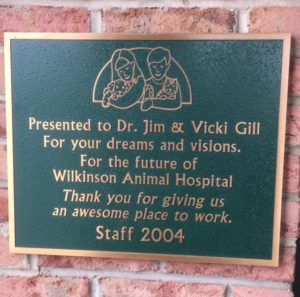 Presented to Dr. Jim & Vicki Gill
For your dreams and visions.
For the future of
Wilkinson Animal Hospital
Thank you for giving us
an awesome place to work.
Staff 2004